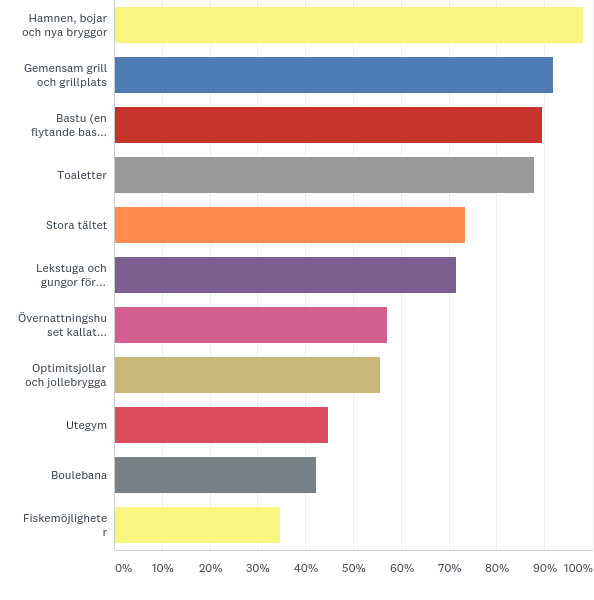 Hamnen, bojar
och nya bryggor
Gemensam grill
och grillplats
Bastu (en
flytande bas...
Toaletter
Stora tältet
Lekstuga och
gungor för...
Övernattningshu
set kallat...
Optimitsjollar
och jollebrygga
Utegym
Boulebana
Fiskemöjlighete
r
0% 10% 20% 30% 40% 50% 60% 70% 80% 90% 100%